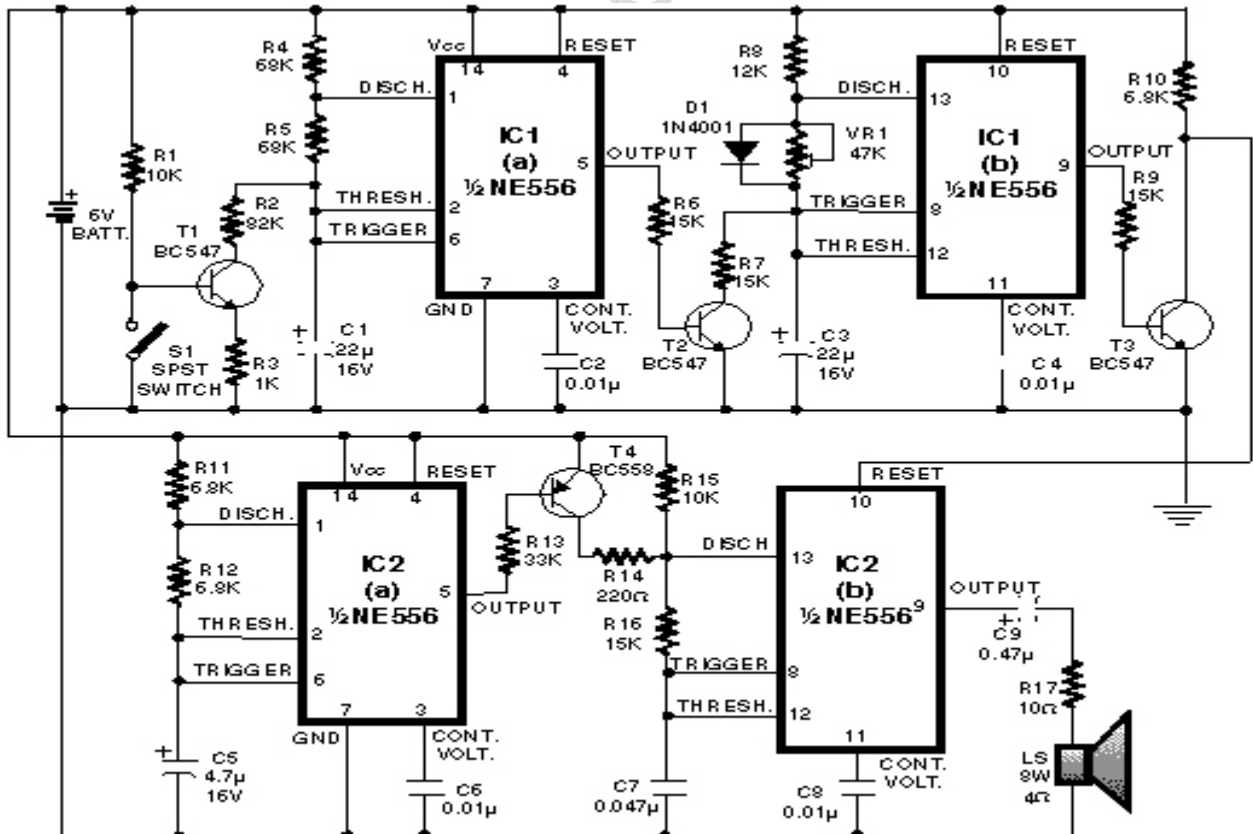 R4
68K
Vcc
14
RESET
4
R8
12K
RESET
10
R10
6.8K
DISCH.
1
DISCH.
13
D1
1N4001
R5
68K
IC1
(a)
½NE556
5
OUTPUT
VR1
47K
IC1
(b)
½NE556
9
OUTPUT
R1
10K
R9
15K
R2
82K
THRESH.
2
TRIGGER
6
R6
15K
TRIGGER
8
THRESH.
12
6V
BATT.
T1
BC547
R7
15K
7
GND
3
CONT.
VOLT.
11
CONT.
VOLT.
S1
SPST
SWITCH
R3
1K
C1
22µ
16V
C2
0.01µ
T2
BC547
C3
22µ
16V
C4
0.01µ
T3
BC547
R11
6.8K
Vcc
14
RESET
4
T4
BC558
R15
10K
RESET
10
DISCH.
1
R13
33K
DISCH
13
R12
6.8K
IC2
(a)
½NE556
5
OUTPUT
R14
220Ω
IC2
(b)
½NE556
9
OUTPUT
THRESH.
2
R16
15K
C9
0.47µ
TRIGGER
6
TRIGGER
8
R17
10Ω
7
GND
3
CONT.
VOLT.
THRESH.
12
11
CONT.
VOLT.
C5
4.7µ
16V
C6
0.01µ
C7
0.047µ
C8
0.01µ
LS
8W
4Ω